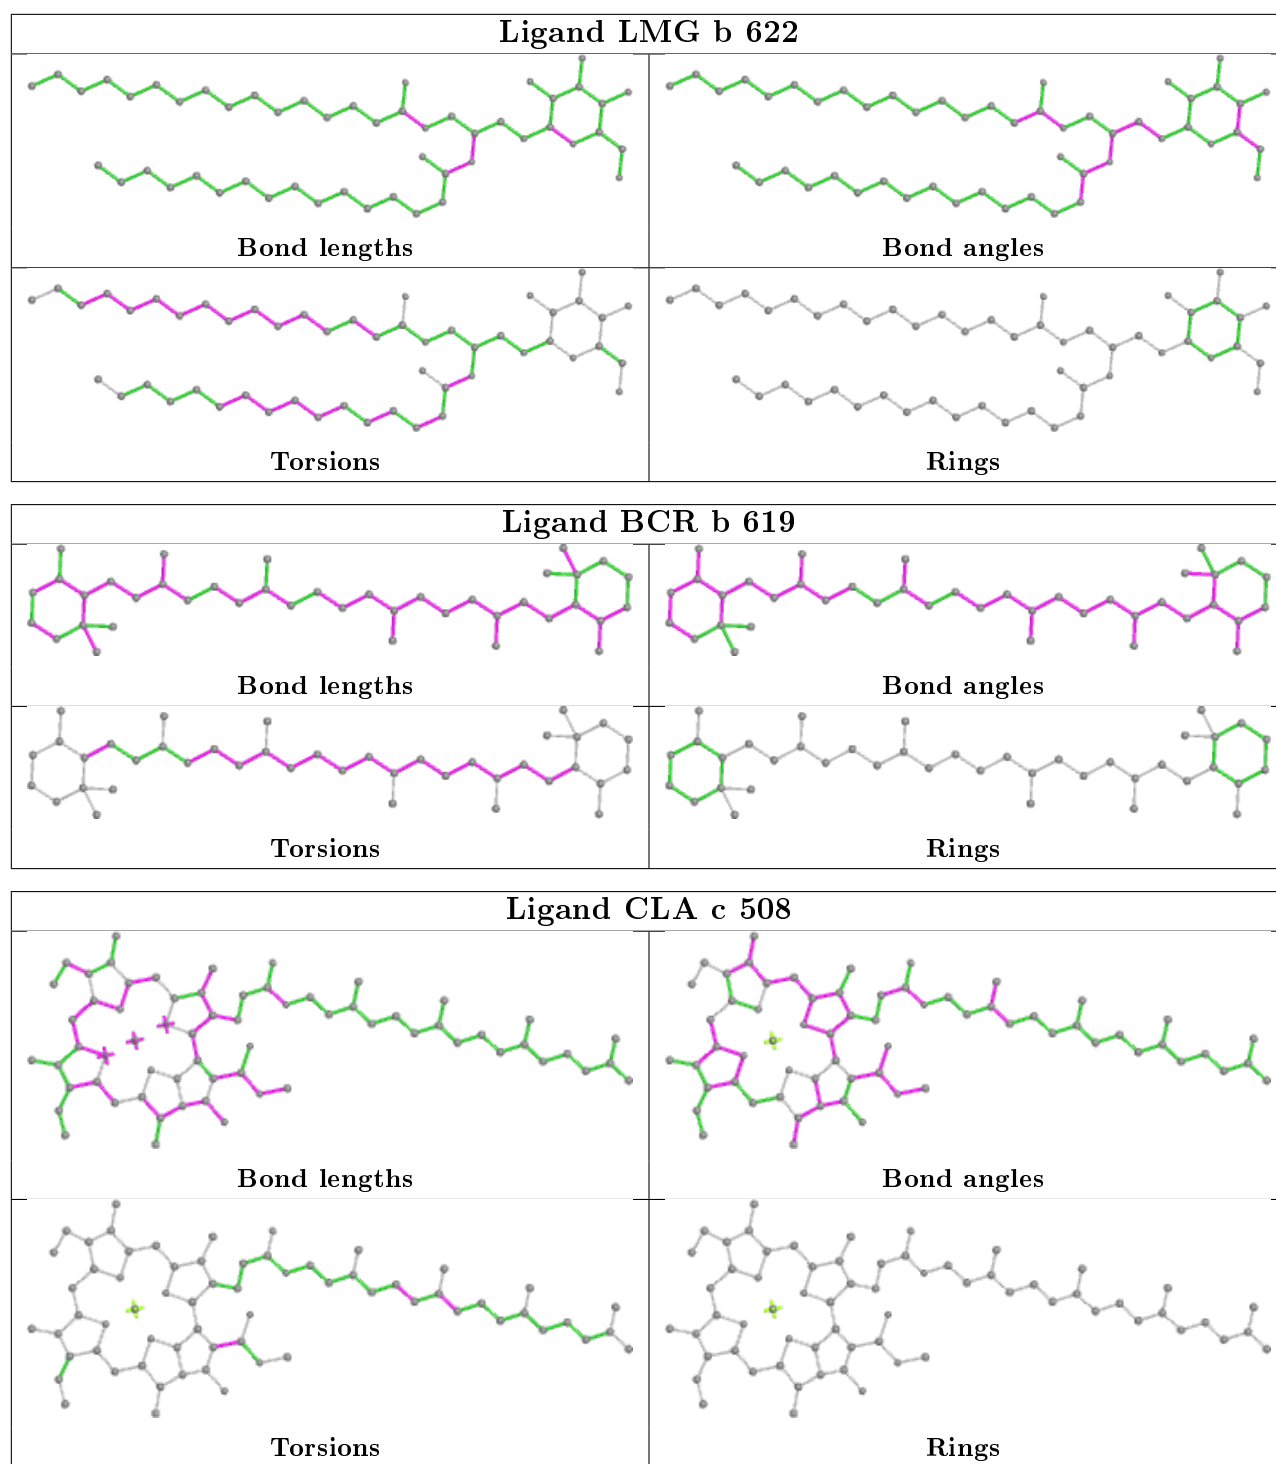 Ligand LMG b 622
Bond lengths
Bond angles
Torsions
Rings
Ligand BCR b 619
Bond lengths
Bond angles
Torsions
Rings
Ligand CLA c 508
Bond lengths
Bond angles
Torsions
Rings